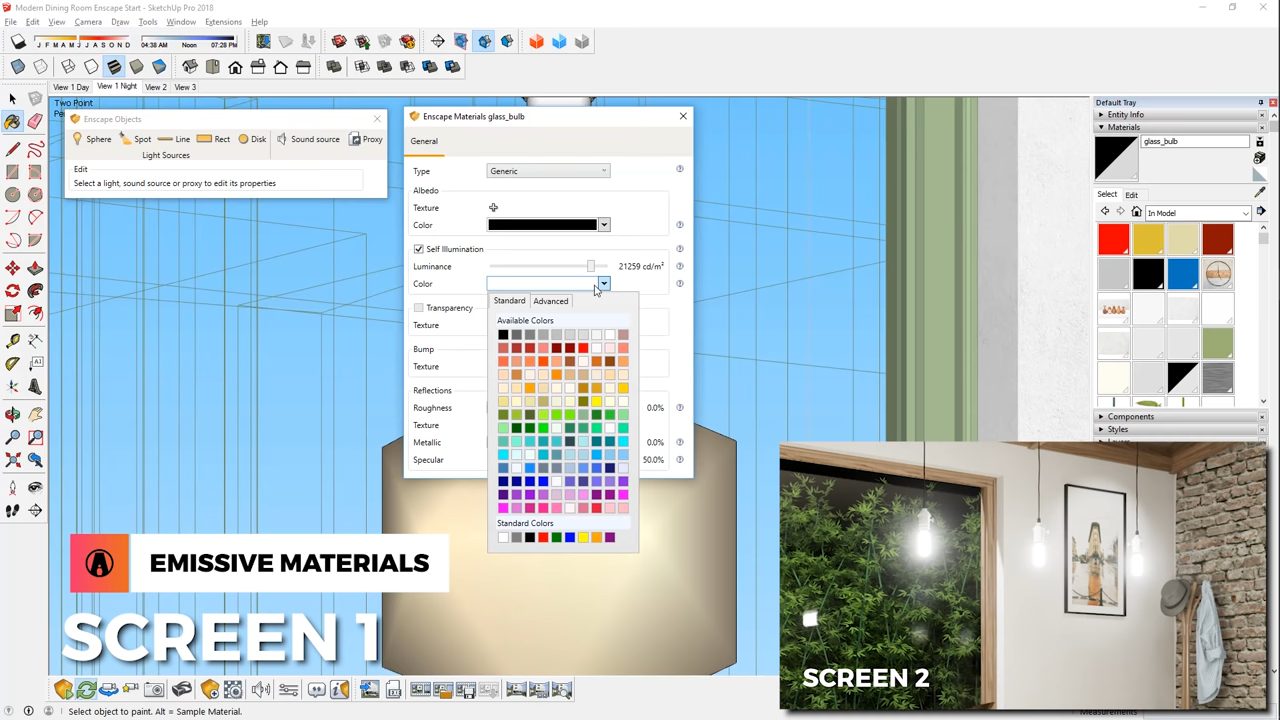 Modern Dining Room Enscape Start - SketchUp Pro 2018
File Edit View Camera Draw Tools Window Extensions Help
J F M A M J J A S O N D 04:38 AM Noon 07:28 PM
View 1 Day View 1 Night View 2 View 3
Two Point
Enscape Objects
Sphere Spot Line Rect Disk Sound source Proxy
Light Sources
Edit
Select a light, sound source or proxy to edit its properties
Enscape Materials glass_bulb
General
Type Generic
Albedo
Texture
Color
Self Illumination
Luminance 21259 cd/m²
Color
Standard Advanced
Transparency
Available Colors
Texture
Bump
Texture
Reflections
Roughness 0.0%
Texture
Metallic 0.0%
Specular 50.0%
Standard Colors
Default Tray
Entity Info
Materials
glass_bulb
Select Edit
In Model
Components
Styles
EMISSIVE MATERIALS
SCREEN 1
SCREEN 2
Select object to paint. Alt = Sample Material.
Measurements